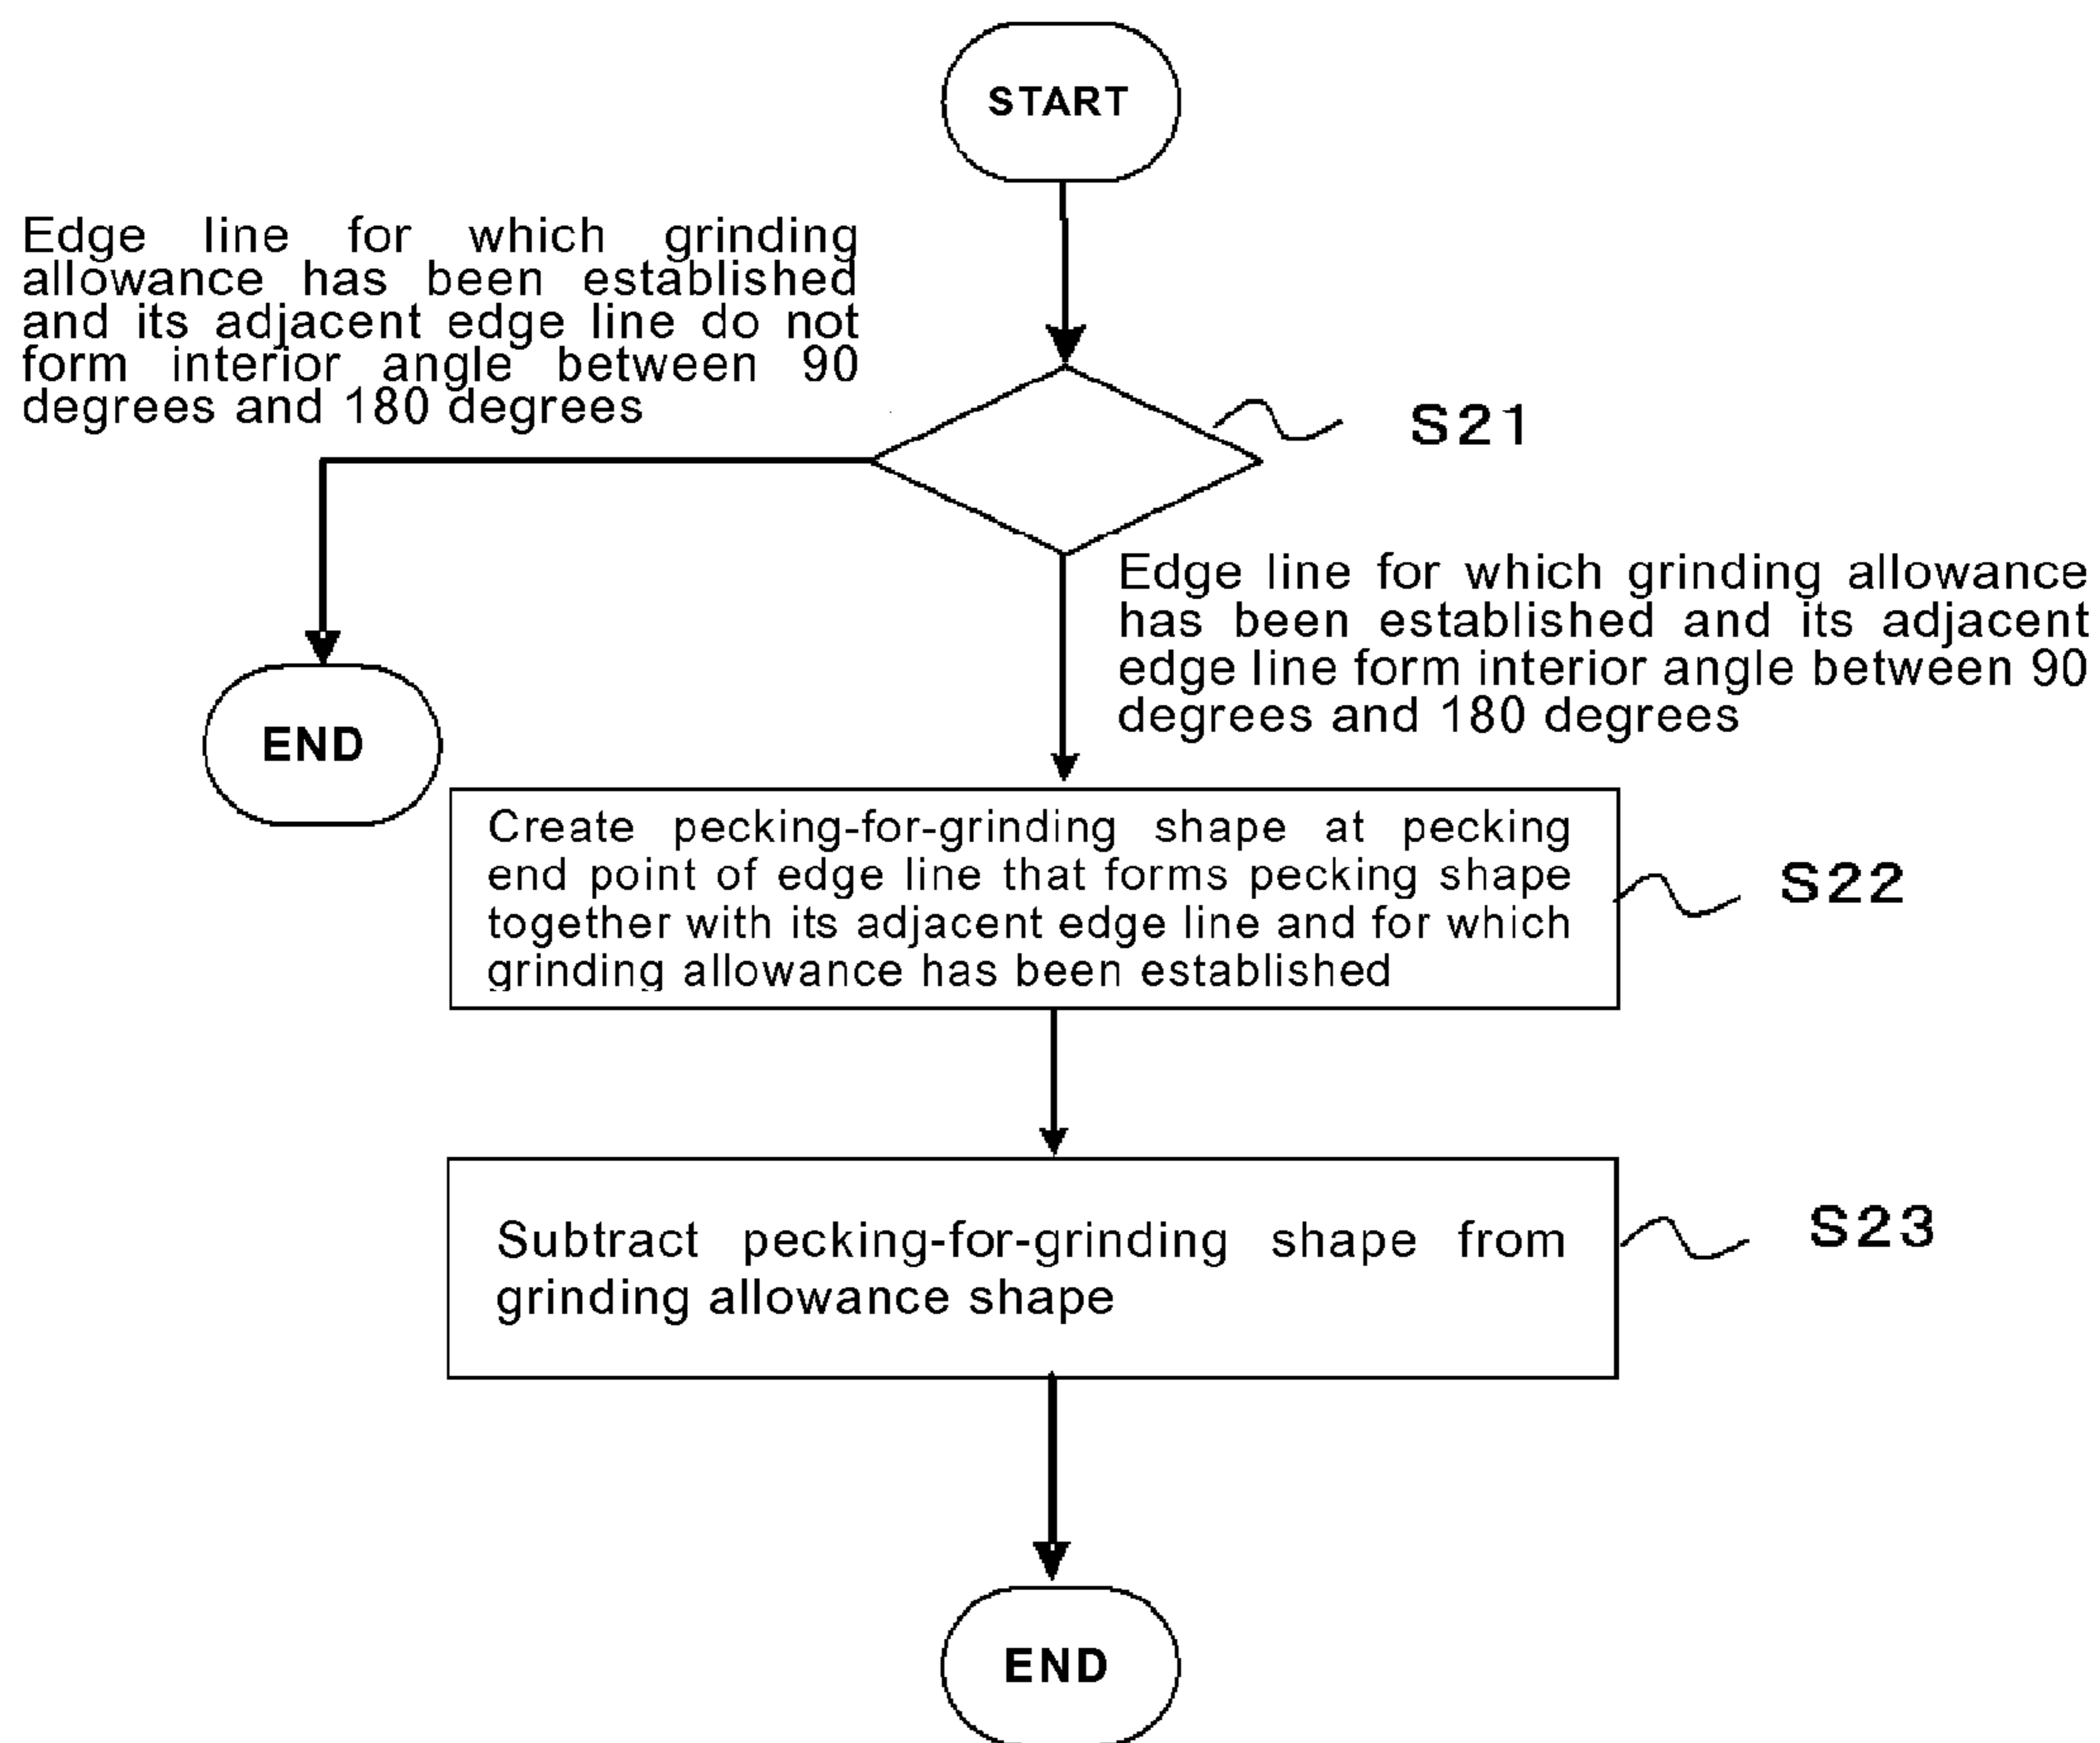 START
Edge line for which grinding
allowance has been established
and its adjacent edge line do not
form interior angle between 90
degrees and 180 degrees
S21
Edge line for which grinding allowance
has been established and its adjacent
edge line form interior angle between 90
degrees and 180 degrees
END
Create pecking-for-grinding shape at pecking
end point of edge line that forms pecking shape
together with its adjacent edge line and for which
grinding allowance has been established
S22
Subtract pecking-for-grinding shape from
grinding allowance shape
S23
END